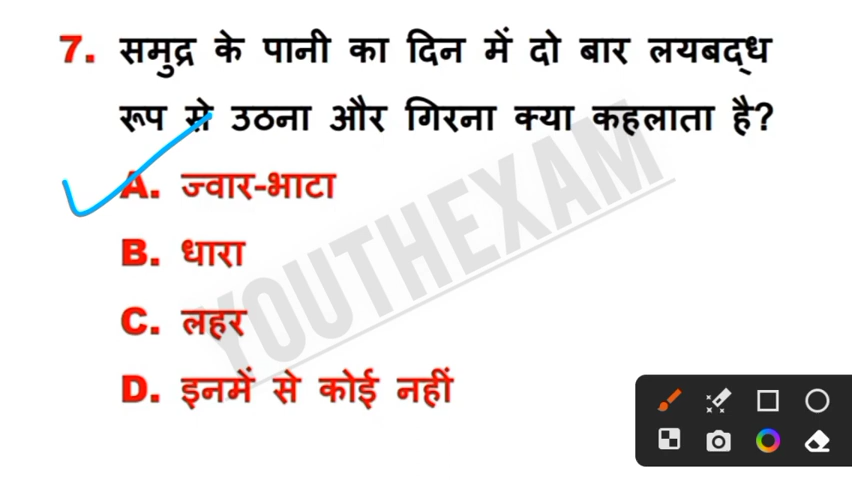 7. समुद्र के पानी का दिन में दो बार लयबद्ध
रूप से उठना और गिरना क्या कहलाता है?
A. ज्वार-भाटा
B. धारा
C. लहर
D. इनमें से कोई नहीं
YOUTHEXAM